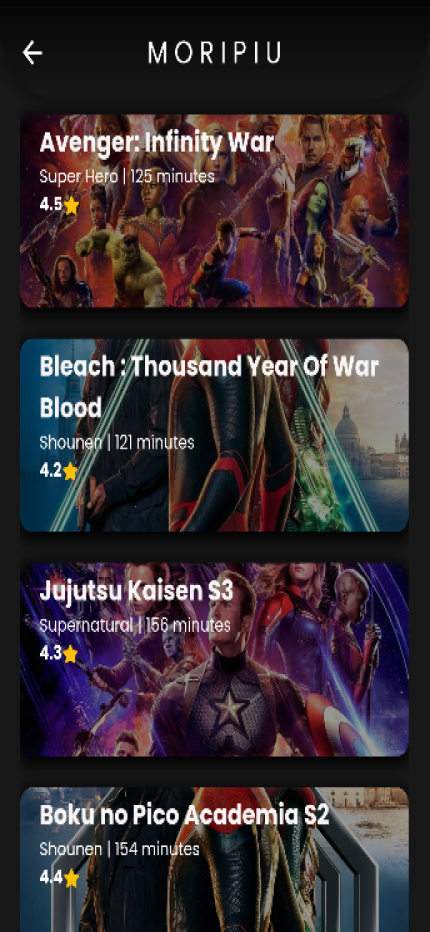 MORIPIU
Avenger: Infinity War
Super Hero | 125 minutes
4.5⭐
Bleach : Thousand Year Of War
Blood
Shounen | 121 minutes
4.2⭐
Jujutsu Kaisen S3
Supernatural | 156 minutes
4.3⭐
Boku no Pico Academia S2
Shounen | 154 minutes
4.4⭐